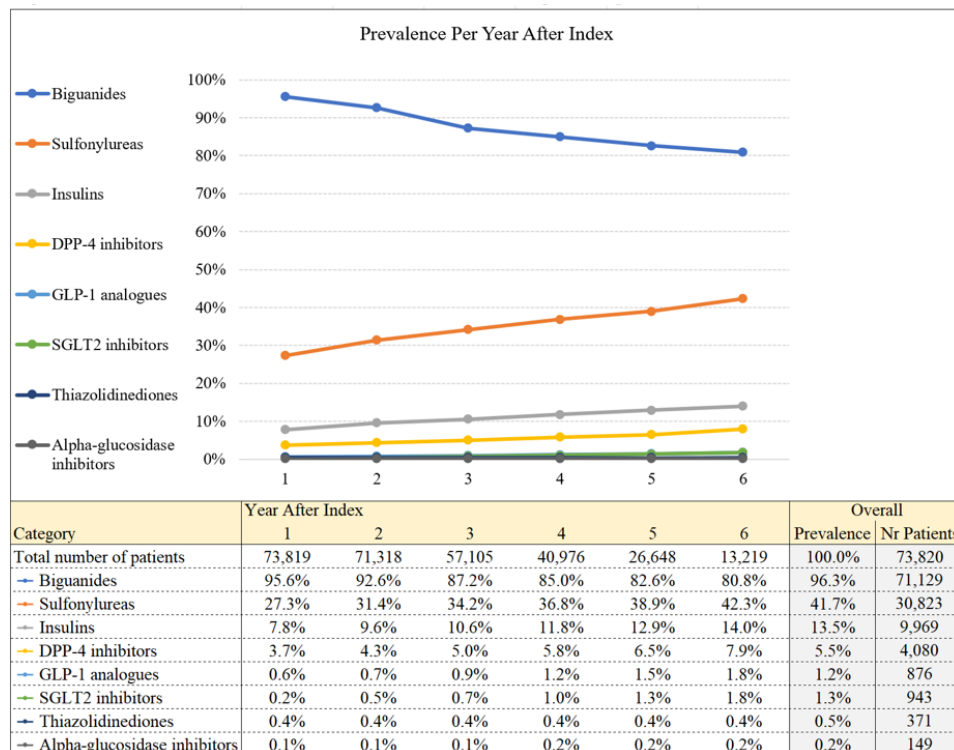 Prevalence Per Year After Index
100%
90%
80%
70%
60%
50%
40%
30%
20%
10%
0%
Biguanides
Sulfonylureas
Insulins
DPP-4 inhibitors
GLP-1 analogues
SGLT2 inhibitors
Thiazolidinediones
Alpha-glucosidase
inhibitors
1 2 3 4 5 6
Year After Index Overall
Category 1 2 3 4 5 6 Prevalence Nr Patients
Total number of patients 73,819 71,318 57,105 40,976 26,648 13,219 100.0% 73,820
Biguanides 95.6% 92.6% 87.2% 85.0% 82.6% 80.8% 96.3% 71,129
Sulfonylureas 27.3% 31.4% 34.2% 36.8% 38.9% 42.3% 41.7% 30,823
Insulins 7.8% 9.6% 10.6% 11.8% 12.9% 14.0% 13.5% 9,969
DPP-4 inhibitors 3.7% 4.3% 5.0% 5.8% 6.5% 7.9% 5.5% 4,080
GLP-1 analogues 0.6% 0.7% 0.9% 1.2% 1.5% 1.8% 1.2% 876
SGLT2 inhibitors 0.2% 0.5% 0.7% 1.0% 1.3% 1.8% 1.3% 943
Thiazolidinediones 0.4% 0.4% 0.4% 0.4% 0.4% 0.4% 0.5% 371
Alpha-glucosidase inhibitors 0.1% 0.1% 0.1% 0.2% 0.2% 0.2% 0.2% 149